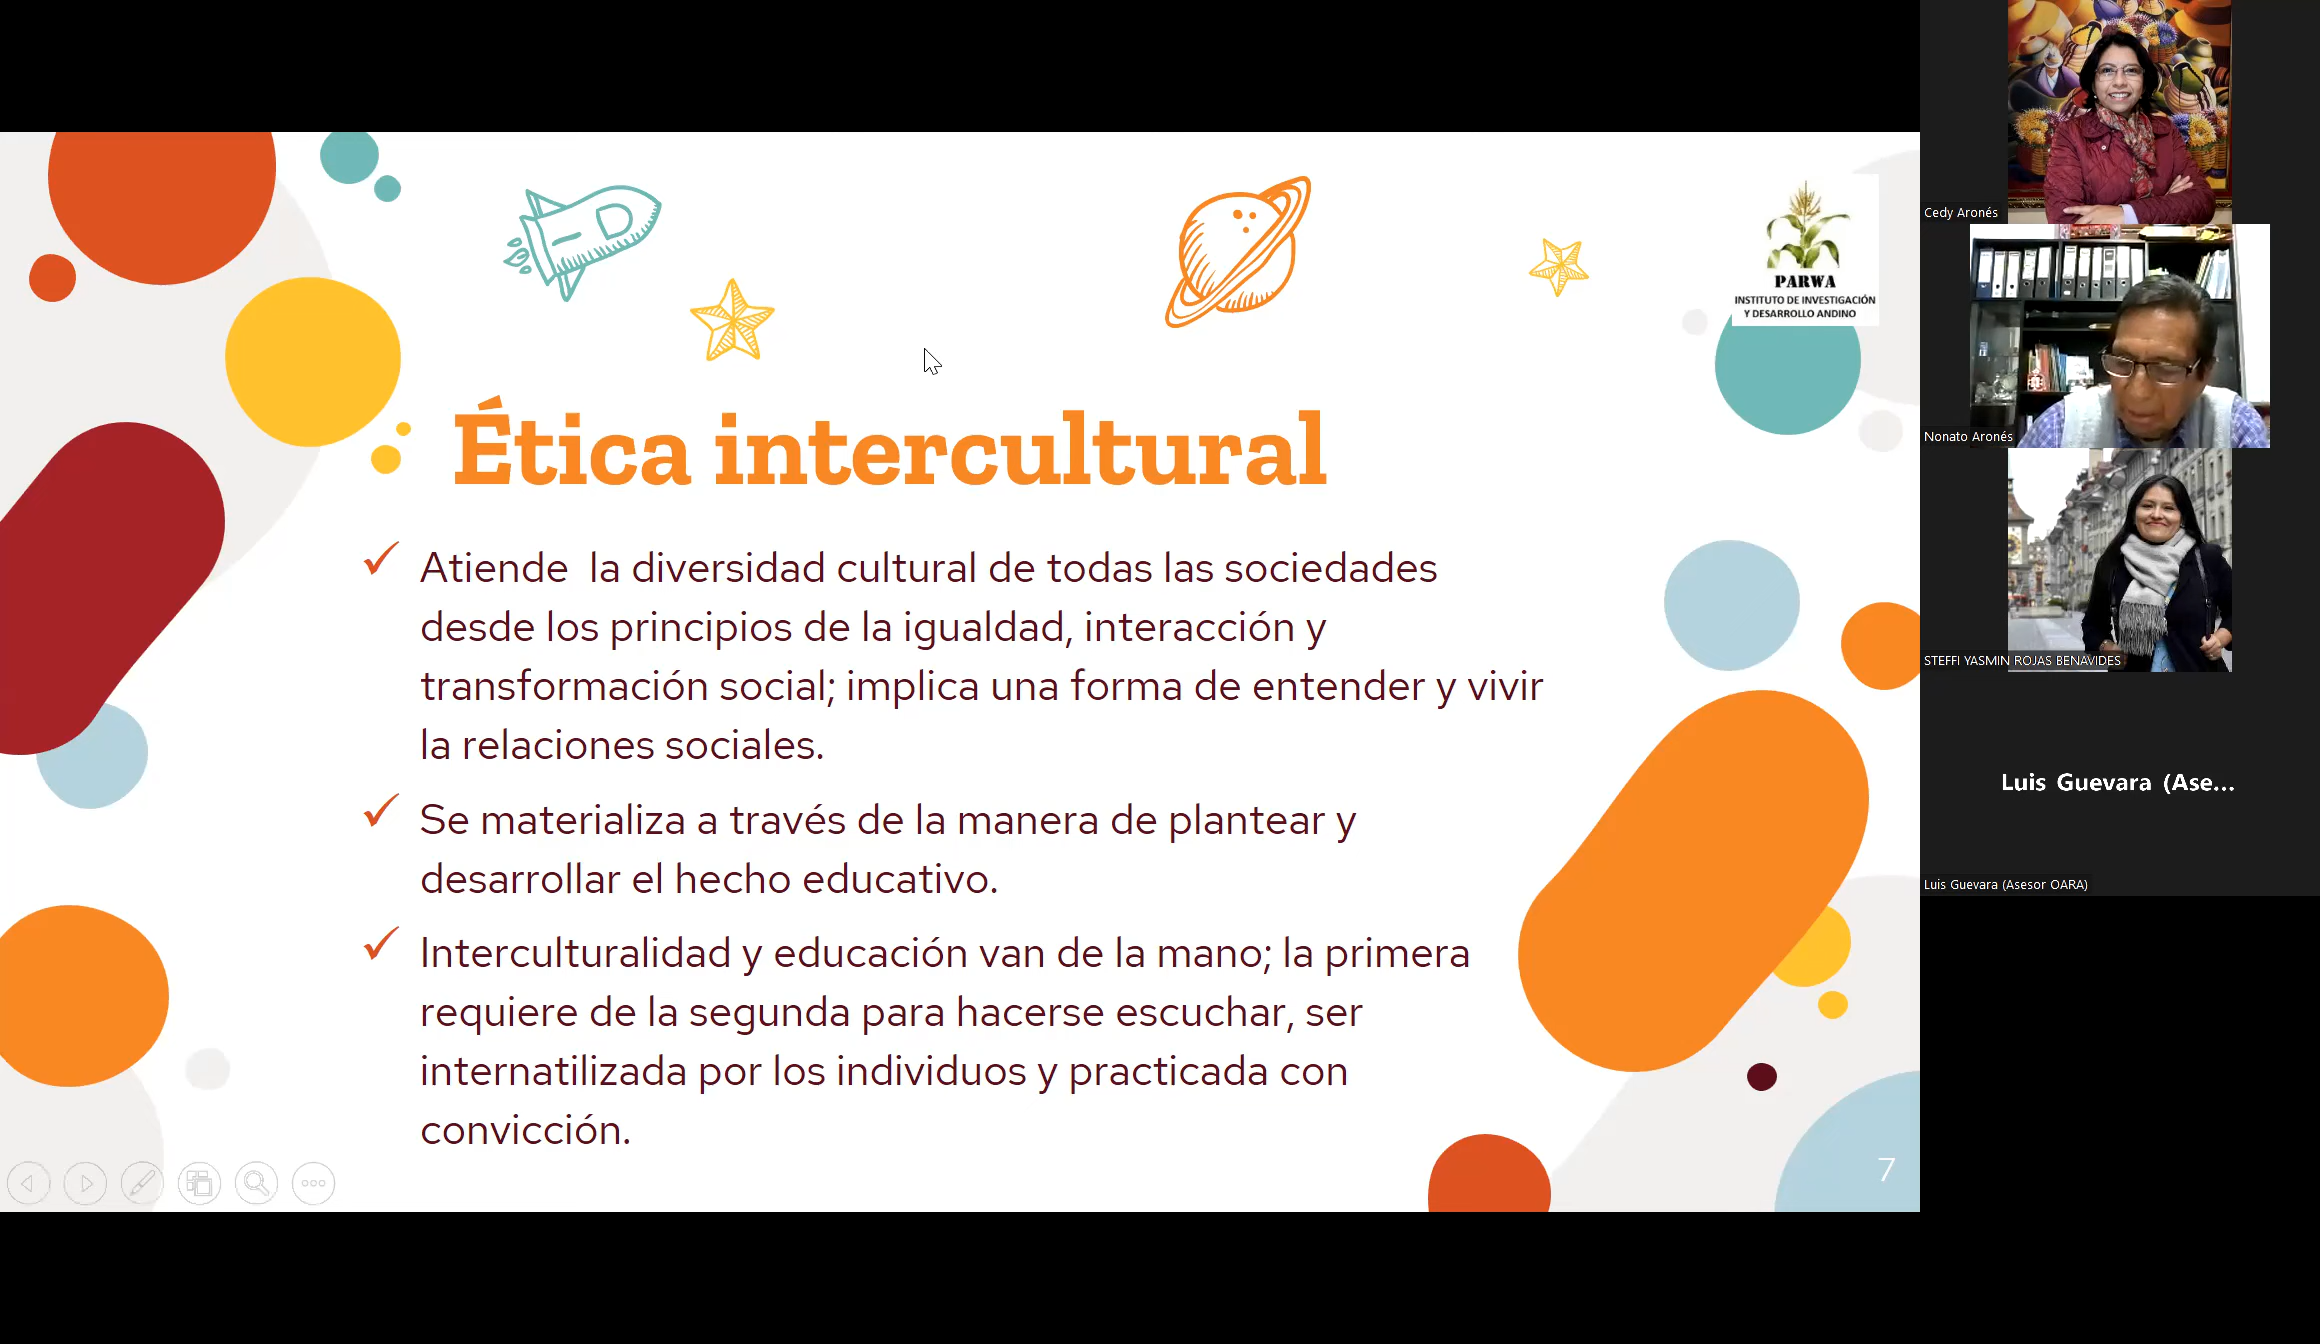 PARWA
INSTITUTO DE INVESTIGACIÓN
Y DESARROLLO ANDINO
Ética intercultural
Atiende la diversidad cultural de todas las sociedades
desde los principios de la igualdad, interacción y
transformación social; implica una forma de entender y vivir
la relaciones sociales.
Se materializa a través de la manera de plantear y
desarrollar el hecho educativo.
Interculturalidad y educación van de la mano; la primera
requiere de la segunda para hacerse escuchar, ser
internatilizada por los individuos y practicada con
convicción.
7
Cedy Aronés
Nonato Aronés
STEFFI YASMIN ROJAS BENAVIDES
Luis Guevara (Ase...
Luis Guevara (Asesor OARA)